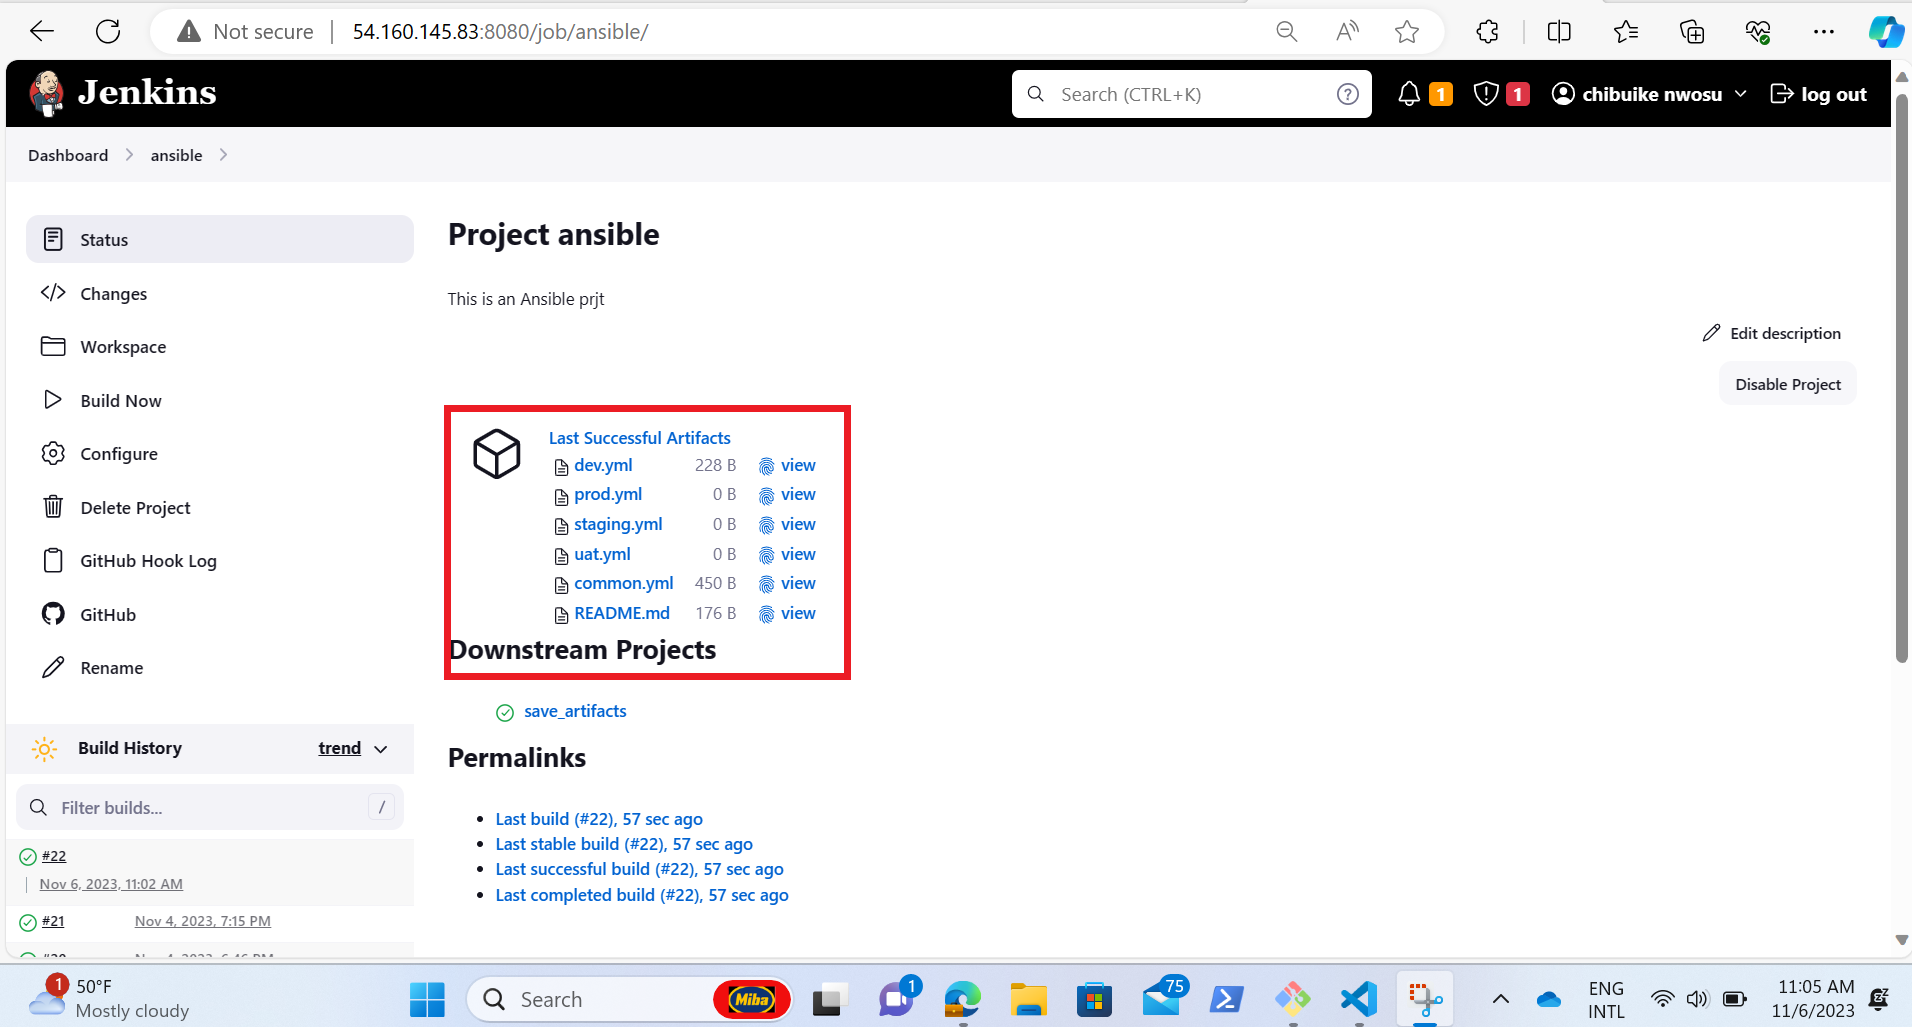 Not secure 54.160.145.83:8080/job/ansible/
Jenkins
Search (CTRL+K)
1
1
chibuike nwosu
log out
Dashboard
ansible
Status
Changes
Workspace
Build Now
Configure
Delete Project
GitHub Hook Log
GitHub
Rename
Build History
trend
Filter builds...
/
#22
Nov 6, 2023, 11:02 AM
#21 Nov 4, 2023, 7:15 PM
Project ansible
This is an Ansible prjt
Edit description
Disable Project
Last Successful Artifacts
dev.yml 228 B view
prod.yml 0 B view
staging.yml 0 B view
uat.yml 0 B view
common.yml 450 B view
README.md 176 B view
Downstream Projects
save_artifacts
Permalinks
Last build (#22), 57 sec ago
Last stable build (#22), 57 sec ago
Last successful build (#22), 57 sec ago
Last completed build (#22), 57 sec ago
1
50°F
Mostly cloudy
Search
Miba
1
75
ENG
INTL
11:05 AM
11/6/2023